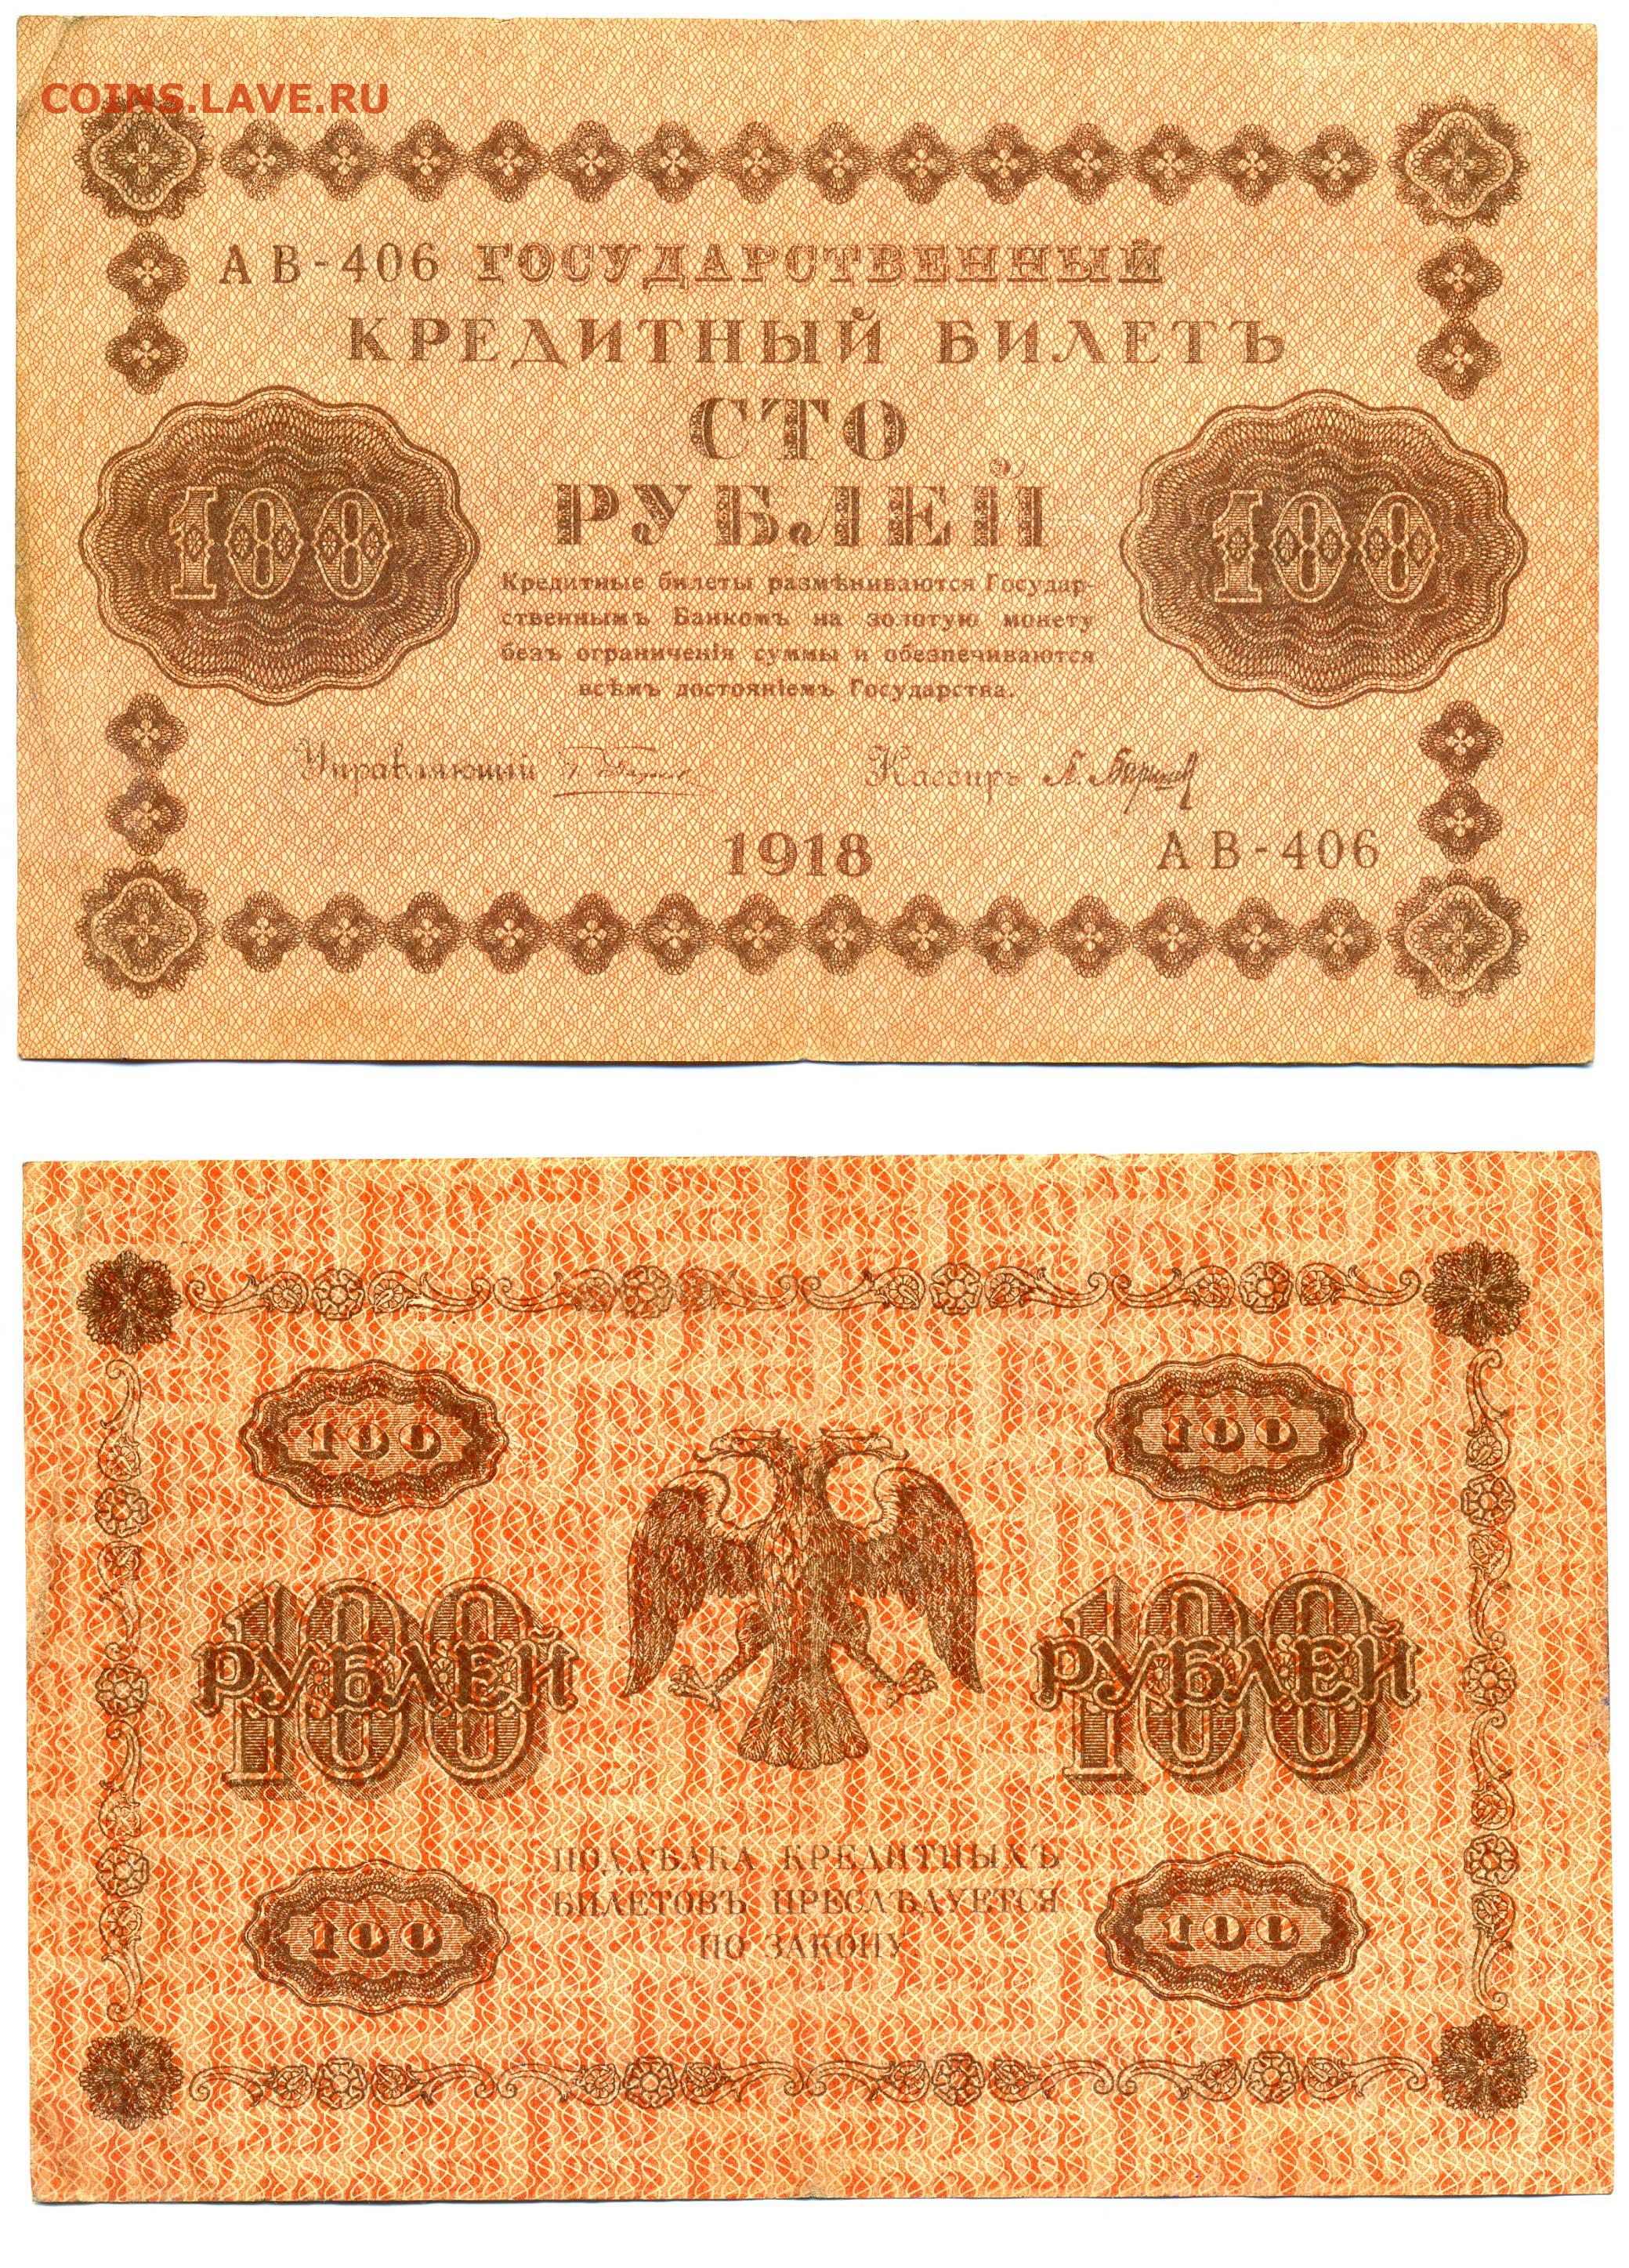 COINS.LAVE.RU
АВ-406 ГОСУДАРСТВЕННЫЙ
КРЕДИТНЫЙ БИЛЕТЪ
СТО
РУБЛЕЙ
100
100
Кредитные билеты размѣниваются Государ-
ственнымъ Банкомъ на золотую монету
безъ ограниченія суммы и обезпечиваются
всѣмъ достояніемъ Государства.
Управляющій
Кассиръ
1918
АВ-406
100
100
100
РУБЛЕЙ
100
РУБЛЕЙ
ПОДДѢЛКА КРЕДИТНЫХЪ
БИЛЕТОВЪ ПРЕСЛѢДУЕТСЯ
ПО ЗАКОНУ.
100
100